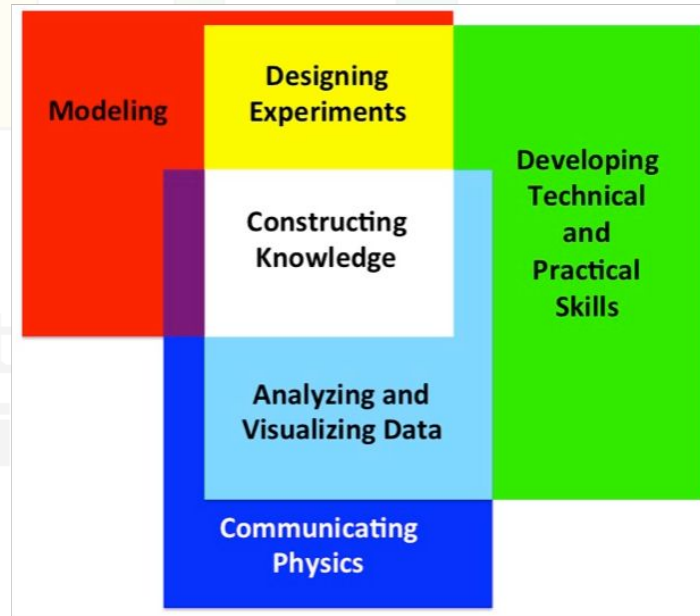 Modeling
Designing
Experiments
Developing
Technical
and
Practical
Skills
Constructing
Knowledge
Analyzing and
Visualizing Data
Communicating
Physics